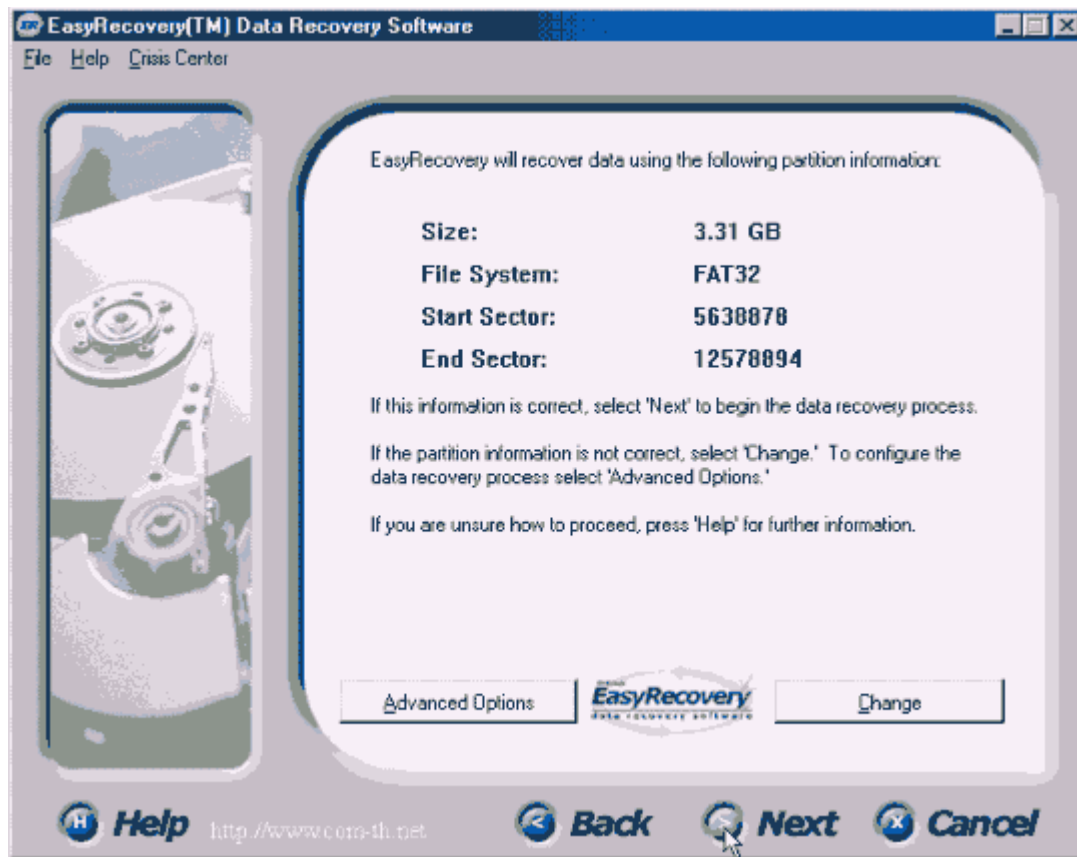 EasyRecovery(TM) Data Recovery Software
File Help Crisis Center
EasyRecovery will recover data using the following partition information:
Size: 3.31 GB
File System: FAT32
Start Sector: 5638878
End Sector: 12578894
If this information is correct, select 'Next' to begin the data recovery process.
If the partition information is not correct, select 'Change.' To configure the
data recovery process select 'Advanced Options.'
If you are unsure how to proceed, press 'Help' for further information.
Advanced Options
EasyRecovery
data recovery software
Change
H Help
http://www.com-th.net
< Back
> Next
X Cancel